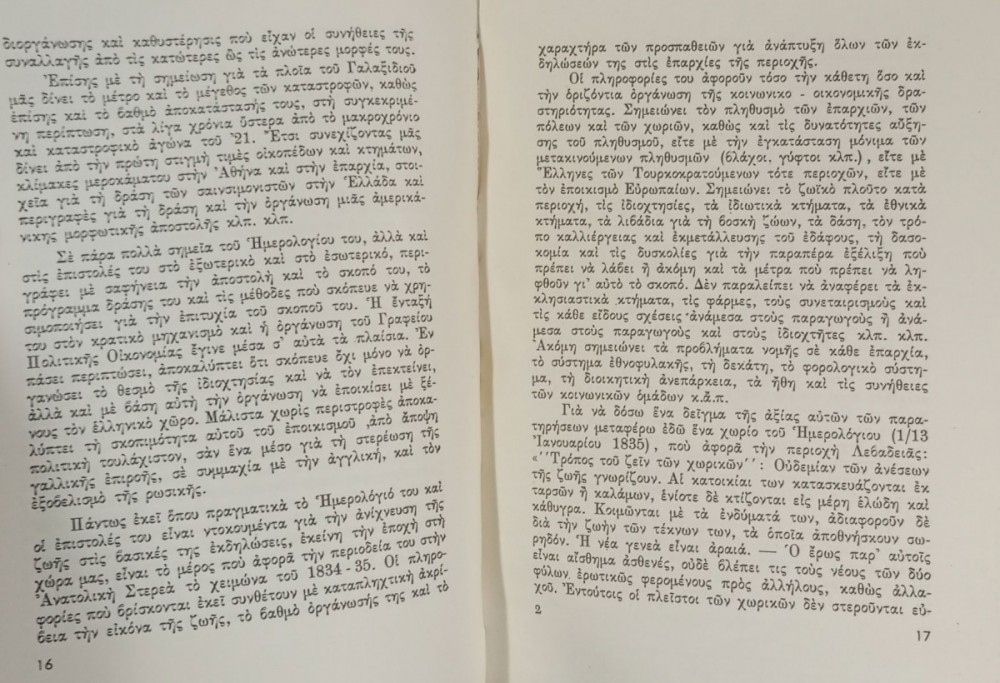 διοργάνωσης καὶ καθυστέρησις ποὺ εἶχαν οἱ συνήθειες τῆς
συναλλαγῆς ἀπὸ τὶς κατώτερες ὣς τὶς ἀνώτερες μορφές τους.
Ἐπίσης μὲ τὴ σημείωση γιὰ τὰ πλοῖα τοῦ Γαλαξιδιοῦ
μᾶς δίνει τὸ μέτρο καὶ τὸ μέγεθος τῶν καταστροφῶν, καθὼς
ἐπίσης καὶ τὸ βαθμὸ ἀποκατάστασής τους, στὴ συγκεκριμέ-
νη περίπτωση, στὰ λίγα χρόνια ὕστερα ἀπὸ τὸ μακροχρόνιο
καὶ καταστροφικὸ ἀγώνα τοῦ '21. Ἔτσι συνεχίζοντας μᾶς
δίνει ἀπὸ τὴν πρώτη στιγμὴ τιμὲς οἰκοπέδων καὶ κτημάτων,
κλίμακες μεροκάματου στὴν Ἀθήνα καὶ στὴν ἐπαρχία, στοι-
χεῖα γιὰ τὴ δράση τῶν σαινσιμονιστῶν στὴν Ἑλλάδα καὶ
περιγραφὲς γιὰ τὴ δράση καὶ τὴν ὀργάνωση μιᾶς ἀμερικά-
νικης μορφωτικῆς ἀποστολῆς κλπ. κλπ.
Σὲ πάρα πολλὰ σημεῖα τοῦ Ἡμερολογίου του, ἀλλὰ καὶ
στὶς ἐπιστολές του στὸ ἐξωτερικὸ καὶ στὸ ἐσωτερικό, περι-
γράφει μὲ σαφήνεια τὴν ἀποστολὴ καὶ τὸ σκοπό του, τὸ
πρόγραμμα δράσης του καὶ τὶς μέθοδες ποὺ σκόπευε νὰ χρη-
σιμοποιήσει γιὰ τὴν ἐπιτυχία τοῦ σκοποῦ του. Ἡ ἔνταξή
του στὸν κρατικὸ μηχανισμὸ καὶ ἡ ὀργάνωση τοῦ Γραφείου
Πολιτικῆς Οἰκονομίας ἔγινε μέσα σ' αὐτὰ τὰ πλαίσια. Ἐν
πάσει περιπτώσει, ἀποκαλύπτει ὅτι σκόπευε ὄχι μόνο νὰ ὀρ-
γανώσει τὸ θεσμὸ τῆς ἰδιοχτησίας καὶ νὰ τὸν ἐπεκτείνει,
ἀλλὰ καὶ μὲ βάση αὐτὴ τὴν ὀργάνωση νὰ ἐποικίσει μὲ ξέ-
νους τὸν ἑλληνικὸ χῶρο. Μάλιστα χωρὶς περιστροφὲς ἀποκα-
λύπτει τὴ σκοπιμότητα αὐτοῦ τοῦ ἐποικισμοῦ ,ἀπὸ ἄποψη
πολιτικὴ τουλάχιστον, σὰν ἕνα μέσο γιὰ τὴ στερέωση τῆς
γαλλικῆς ἐπιρροῆς, σὲ συμμαχία μὲ τὴν ἀγγλική, καὶ τὸν
ἐξοβελισμὸ τῆς ρωσικῆς.
Πάντως ἐκεῖ ὅπου πραγματικὰ τὸ Ἡμερολόγιό του καὶ
οἱ ἐπιστολές του εἶναι ντοκουμέντα γιὰ τὴν ἀνίχνευση τῆς
ζωῆς στὶς βασικές της ἐκδηλώσεις, ἐκείνη τὴν ἐποχὴ στὴ
χώρα μας, εἶναι τὸ μέρος ποὺ ἀφορᾶ τὴν περιοδεία του στὴν
Ἀνατολικὴ Στερεὰ τὸ χειμώνα τοῦ 1834-35. Οἱ πληρο-
φορίες ποὺ βρίσκονται ἐκεῖ συνθέτουν μὲ καταπληχτικὴ ἀκρί-
βεια τὴν εἰκόνα τῆς ζωῆς, τὸ βαθμὸ ὀργάνωσής της καὶ τὸ
16
χαραχτήρα τῶν προσπαθειῶν γιὰ ἀνάπτυξη ὅλων τῶν ἐκ-
δηλώσεών της στὶς ἐπαρχίες τῆς περιοχῆς.
Οἱ πληροφορίες του ἀφοροῦν τόσο τὴν κάθετη ὅσο καὶ
τὴν ὁριζόντια ὀργάνωση τῆς κοινωνικο - οἰκονομικῆς δρα-
στηριότητας. Σημειώνει τὸν πληθυσμὸ τῶν ἐπαρχιῶν, τῶν
πόλεων καὶ τῶν χωριῶν, καθὼς καὶ τὶς δυνατότητες αὔξη-
σης τοῦ πληθυσμοῦ, εἴτε μὲ τὴν ἐγκατάσταση μόνιμα τῶν
μετακινούμενων πληθυσμῶν (βλάχοι, γύφτοι κλπ.), εἴτε μὲ
Ἕλληνες τῶν Τουρκοκρατούμενων τότε περιοχῶν, εἴτε μὲ
τὸν ἐποικισμὸ Εὐρωπαίων. Σημειώνει τὸ ζωϊκὸ πλοῦτο κατὰ
περιοχή, τὶς ἰδιοχτησίες, τὰ ἰδιωτικὰ κτήματα, τὰ ἐθνικὰ
κτήματα, τὰ λιβάδια γιὰ τὴ βοσκὴ ζώων, τὰ δάση, τὸν τρό-
πο καλλιέργειας καὶ ἐκμετάλλευσης τοῦ ἐδάφους, τὴ δασο-
κομία καὶ τὶς δυσκολίες γιὰ τὴν παραπέρα ἐξέλιξη ποὺ
πρέπει νὰ λάβει ἢ ἀκόμη καὶ τὰ μέτρα ποὺ πρέπει νὰ λη-
φθοῦν γι' αὐτὸ τὸ σκοπό. Δὲν παραλείπει νὰ ἀναφέρει τὰ ἐκ-
κλησιαστικὰ κτήματα, τὶς φάρμες, τοὺς συνεταιρισμοὺς καὶ
τὶς κάθε εἴδους σχέσεις ἀνάμεσα στοὺς παραγωγοὺς ἢ ἀνά-
μεσα στοὺς παραγωγοὺς καὶ στοὺς ἰδιοχτῆτες κλπ. κλπ.
Ἀκόμη σημειώνει τὰ προβλήματα νομῆς σὲ κάθε ἐπαρχία,
τὸ σύστημα ἐθνοφυλακῆς, τὴ δεκάτη, τὸ φορολογικὸ σύστη-
μα, τὴ διοικητικὴ ἀνεπάρκεια, τὰ ἤθη καὶ τὶς συνήθειες
τῶν κοινωνικῶν ὁμάδων κ.ἄ.π.
Γιὰ νὰ δόσω ἕνα δεῖγμα τῆς ἀξίας αὐτῶν τῶν παρα-
τηρήσεων μεταφέρω ἐδῶ ἕνα χωρίο τοῦ Ἡμερολόγιου (1/13
Ἰανουαρίου 1835), ποὺ ἀφορᾶ τὴν περιοχὴ Λεβαδειᾶς:
«''Τρόπος τοῦ ζεῖν τῶν χωρικῶν'': Οὐδεμίαν τῶν ἀνέσεων
τῆς ζωῆς γνωρίζουν. Αἱ κατοικίαι των κατασκευάζονται ἐκ
ταρσῶν ἢ καλάμων, ἐνίοτε δὲ κτίζονται εἰς μέρη ἑλώδη καὶ
κάθυγρα. Κοιμῶνται μὲ τὰ ἐνδύματά των, ἀδιαφοροῦν δὲ
διὰ τὴν ζωὴν τῶν τέκνων των, τὰ ὁποῖα ἀποθνήσκουν σω-
ρηδόν. Ἡ νέα γενεὰ εἶναι ἀραιά. — Ὁ ἔρως παρ' αὐτοῖς
εἶναι αἴσθημα ἀσθενές, οὐδὲ βλέπει τις τοὺς νέους τῶν δύο
φύλων ἐρωτικῶς φερομένους πρὸς ἀλλήλους, καθὼς ἀλλα-
χοῦ. Ἐντούτοις οἱ πλεῖστοι τῶν χωρικῶν δὲν στεροῦνται εὐ-
2
17